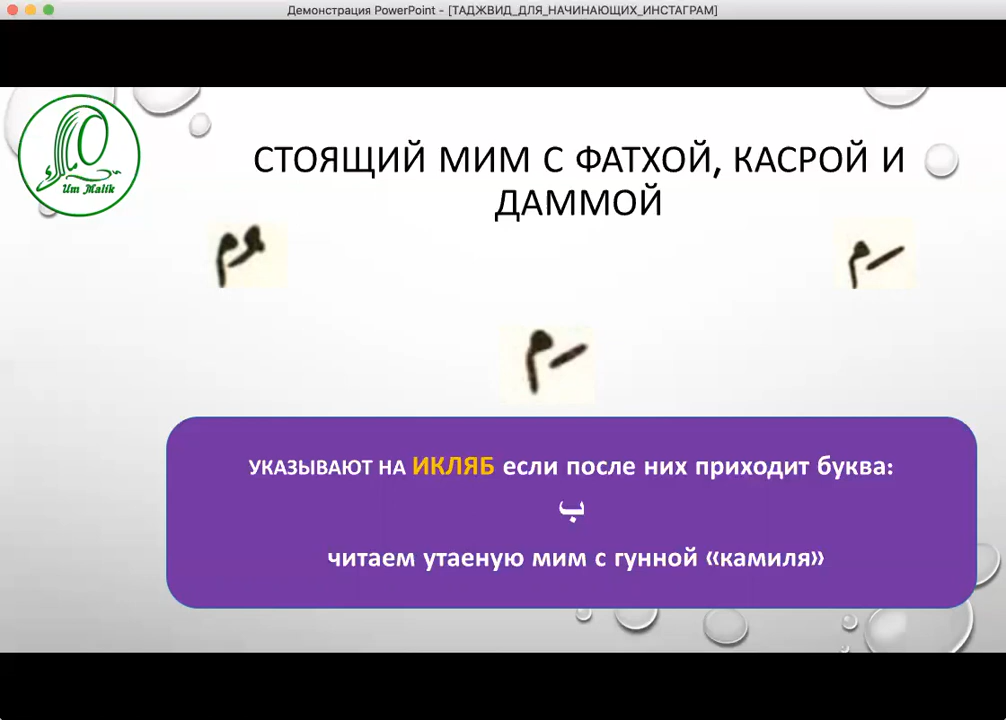 Демонстрация PowerPoint - [ТАДЖВИД_ДЛЯ_НАЧИНАЮЩИХ_ИНСТАГРАМ]
Um Malik
СТОЯЩИЙ МИМ С ФАТХОЙ, КАСРОЙ И
ДАММОЙ
УКАЗЫВАЮТ НА ИКЛЯБ если после них приходит буква:
ب
читаем утаеную мим с гунной «камиля»